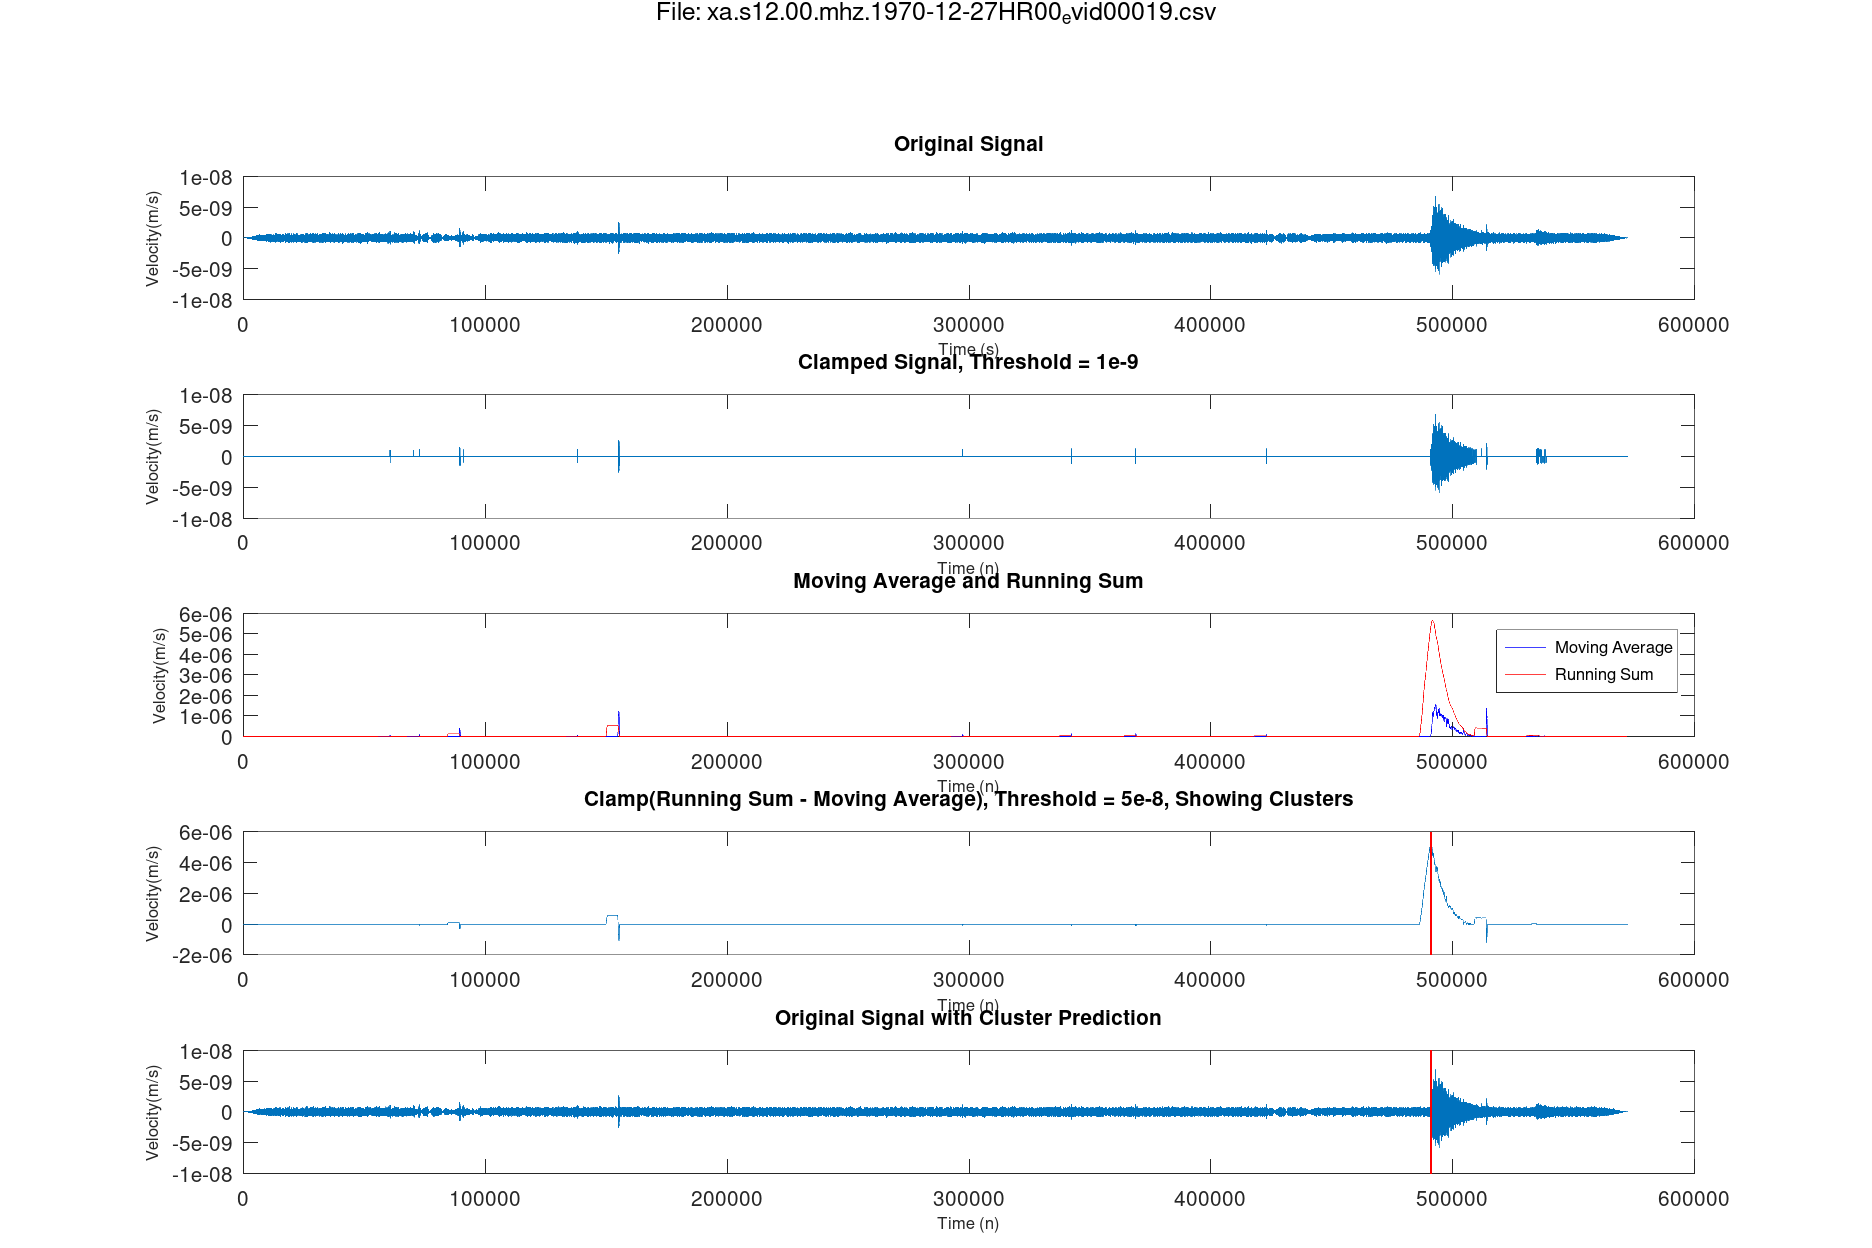 File: xa.s12.00.mhz.1970-12-27HR00evid00019.csv
Original Signal
Velocity(m/s)
1e-08
5e-09
0
-5e-09
-1e-08
0 100000 200000 300000 400000 500000 600000
Time (s)
Clamped Signal, Threshold = 1e-9
Velocity(m/s)
1e-08
5e-09
0
-5e-09
-1e-08
0 100000 200000 300000 400000 500000 600000
Time (n)
Moving Average and Running Sum
Velocity(m/s)
6e-06
5e-06
4e-06
3e-06
2e-06
1e-06
0
Moving Average
Running Sum
0 100000 200000 300000 400000 500000 600000
Time (n)
Clamp(Running Sum - Moving Average), Threshold = 5e-8, Showing Clusters
Velocity(m/s)
6e-06
4e-06
2e-06
0
-2e-06
0 100000 200000 300000 400000 500000 600000
Time (n)
Original Signal with Cluster Prediction
Velocity(m/s)
1e-08
5e-09
0
-5e-09
-1e-08
0 100000 200000 300000 400000 500000 600000
Time (n)